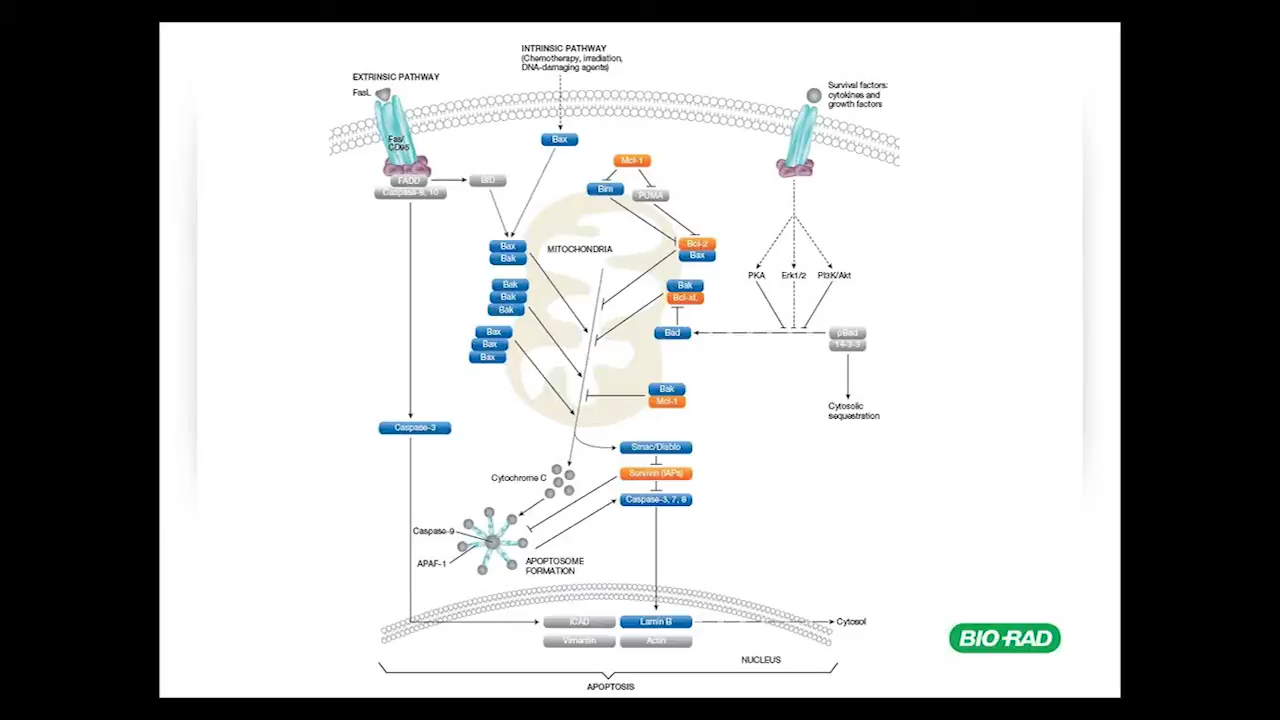 INTRINSIC PATHWAY
(Chemotherapy, irradiation,
DNA-damaging agents)
EXTRINSIC PATHWAY
FasL
Survival factors:
cytokines and
growth factors
Fas/
CD95
Bax
Mcl-1
FADD
Caspase-8, 10
BID
Bim
PUMA
Bax
Bak
MITOCHONDRIA
Bcl-2
Bax
PKA
Erk1/2
PI3K/Akt
Bak
Bak
Bak
Bak
Bcl-xL
Bax
Bax
Bax
Bad
pBad
14-3-3
Bak
Mcl-1
Cytosolic
sequestration
Caspase-3
Smac/Diablo
Cytochrome C
Survivin (IAPs)
Caspase-3, 7, 6
Caspase-9
APAF-1
APOPTOSOME
FORMATION
iCAD
Lamin B
Cytosol
Vimentin
Actin
NUCLEUS
APOPTOSIS
BIO-RAD